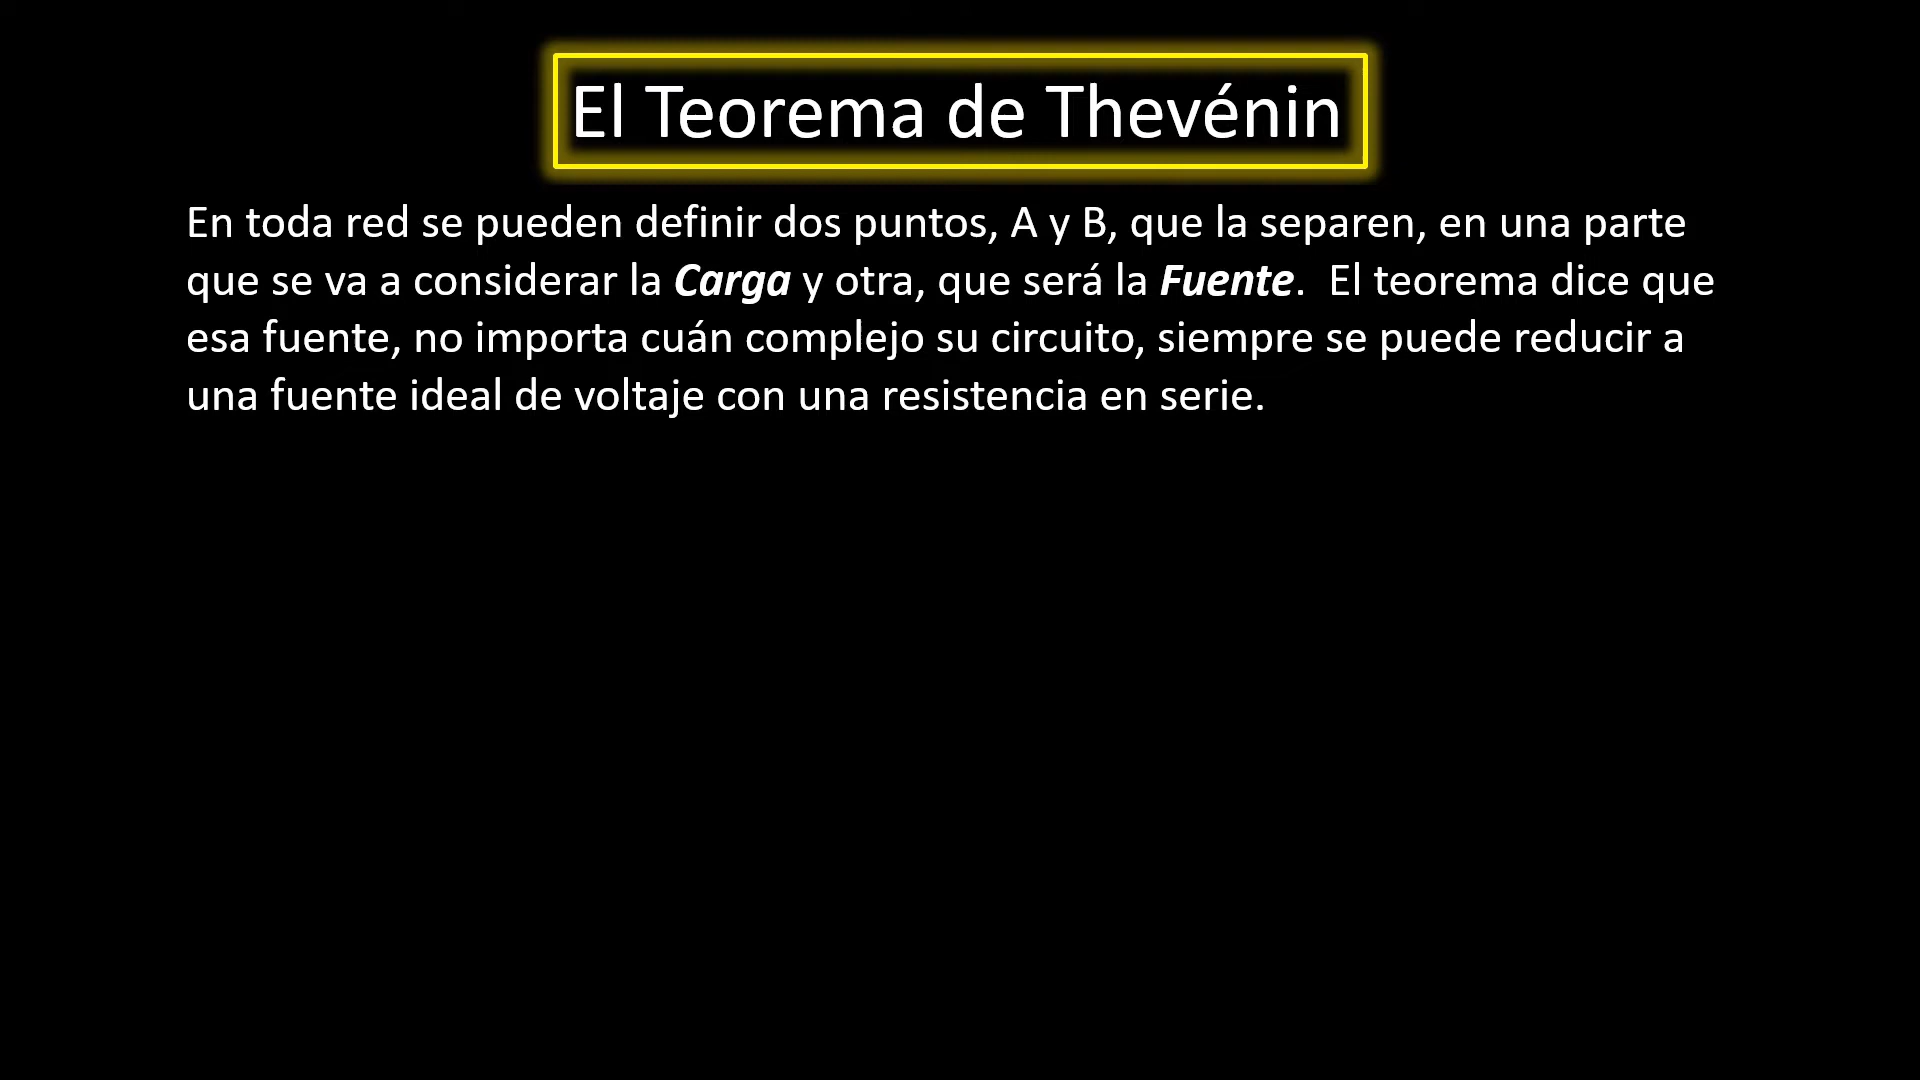 El Teorema de Thevénin
En toda red se pueden definir dos puntos, A y B, que la separen, en una parte
que se va a considerar la Carga y otra, que será la Fuente.  El teorema dice que
esa fuente, no importa cuán complejo su circuito, siempre se puede reducir a
una fuente ideal de voltaje con una resistencia en serie.